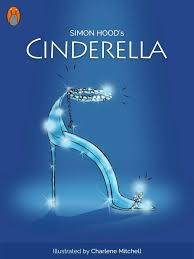 SIMON HOOD's
CINDERELLA
Illustrated by Charlene Mitchell